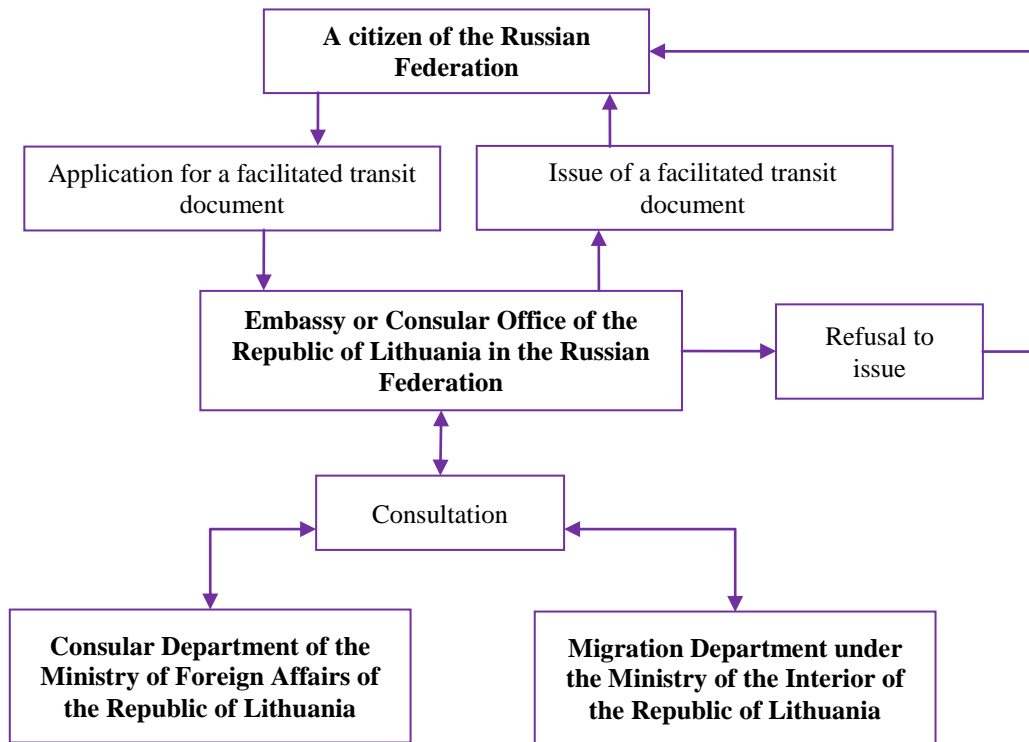 A citizen of the Russian
Federation
Application for a facilitated transit
document
Issue of a facilitated transit
document
Embassy or Consular Office of the
Republic of Lithuania in the Russian
Federation
Refusal to
issue
Consultation
Consular Department of the
Ministry of Foreign Affairs of
the Republic of Lithuania
Migration Department under
the Ministry of the Interior of
the Republic of Lithuania